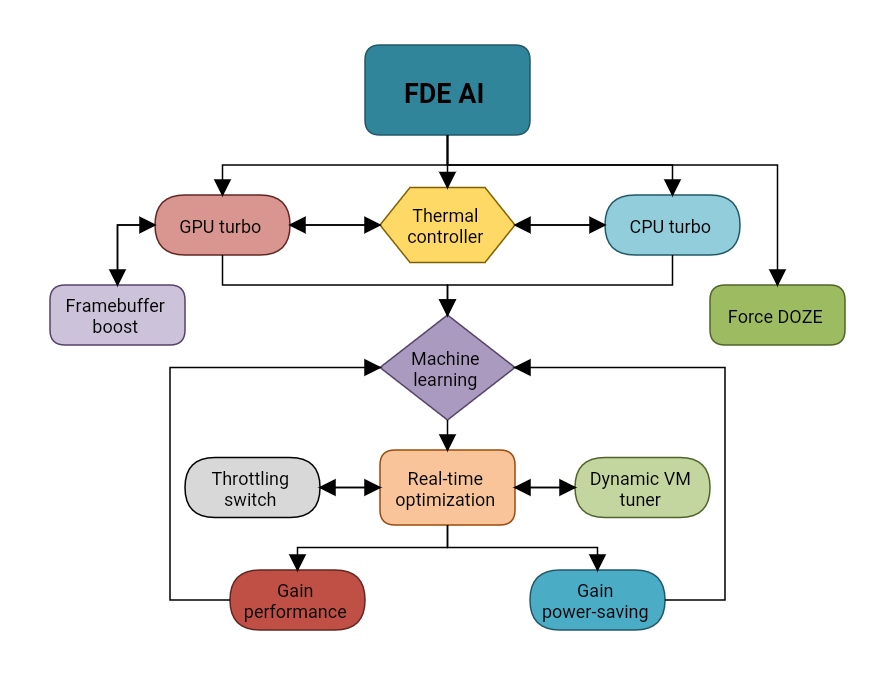 FDE AI
GPU turbo
Thermal
controller
CPU turbo
Framebuffer
boost
Force DOZE
Machine
learning
Throttling
switch
Real-time
optimization
Dynamic VM
tuner
Gain
performance
Gain
power-saving